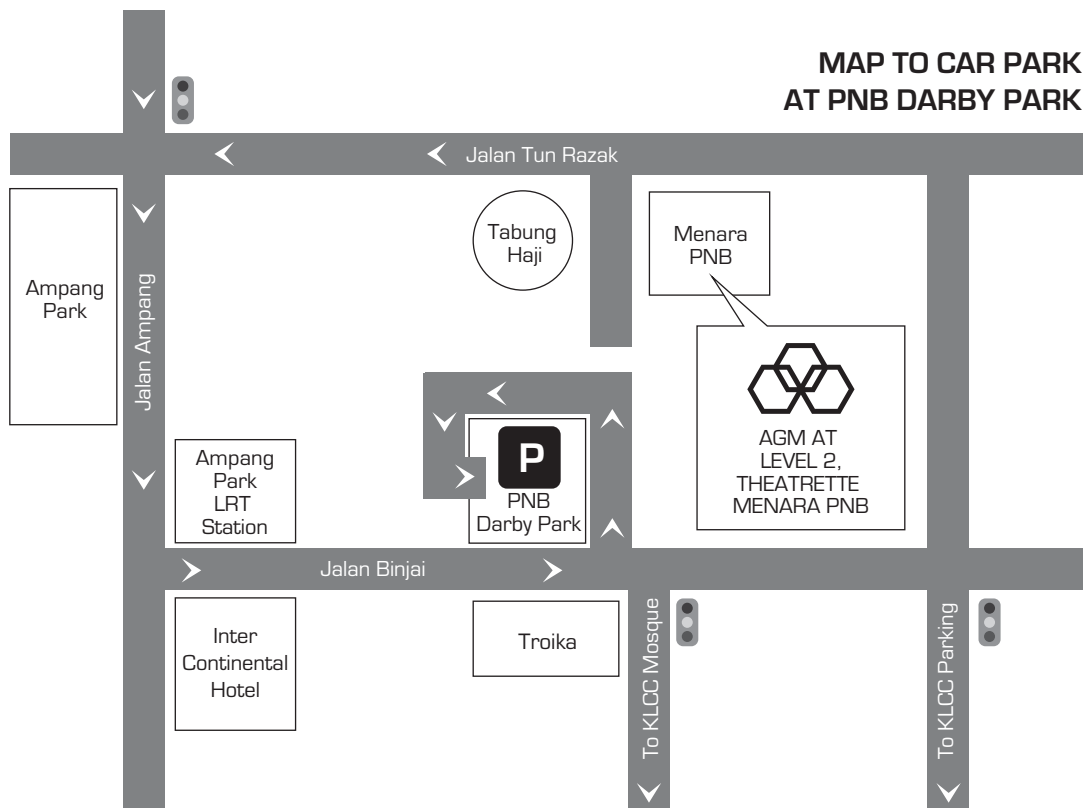 MAP TO CAR PARK
AT PNB DARBY PARK
Jalan Tun Razak
Tabung
Haji
Menara
PNB
Ampang
Park
Jalan Ampang
AGM AT
LEVEL 2,
THEATRETTE
MENARA PNB
Ampang
Park
LRT
Station
P
PNB
Darby Park
Jalan Binjai
Inter
Continental
Hotel
Troika
To KLCC Mosque
To KLCC Parking